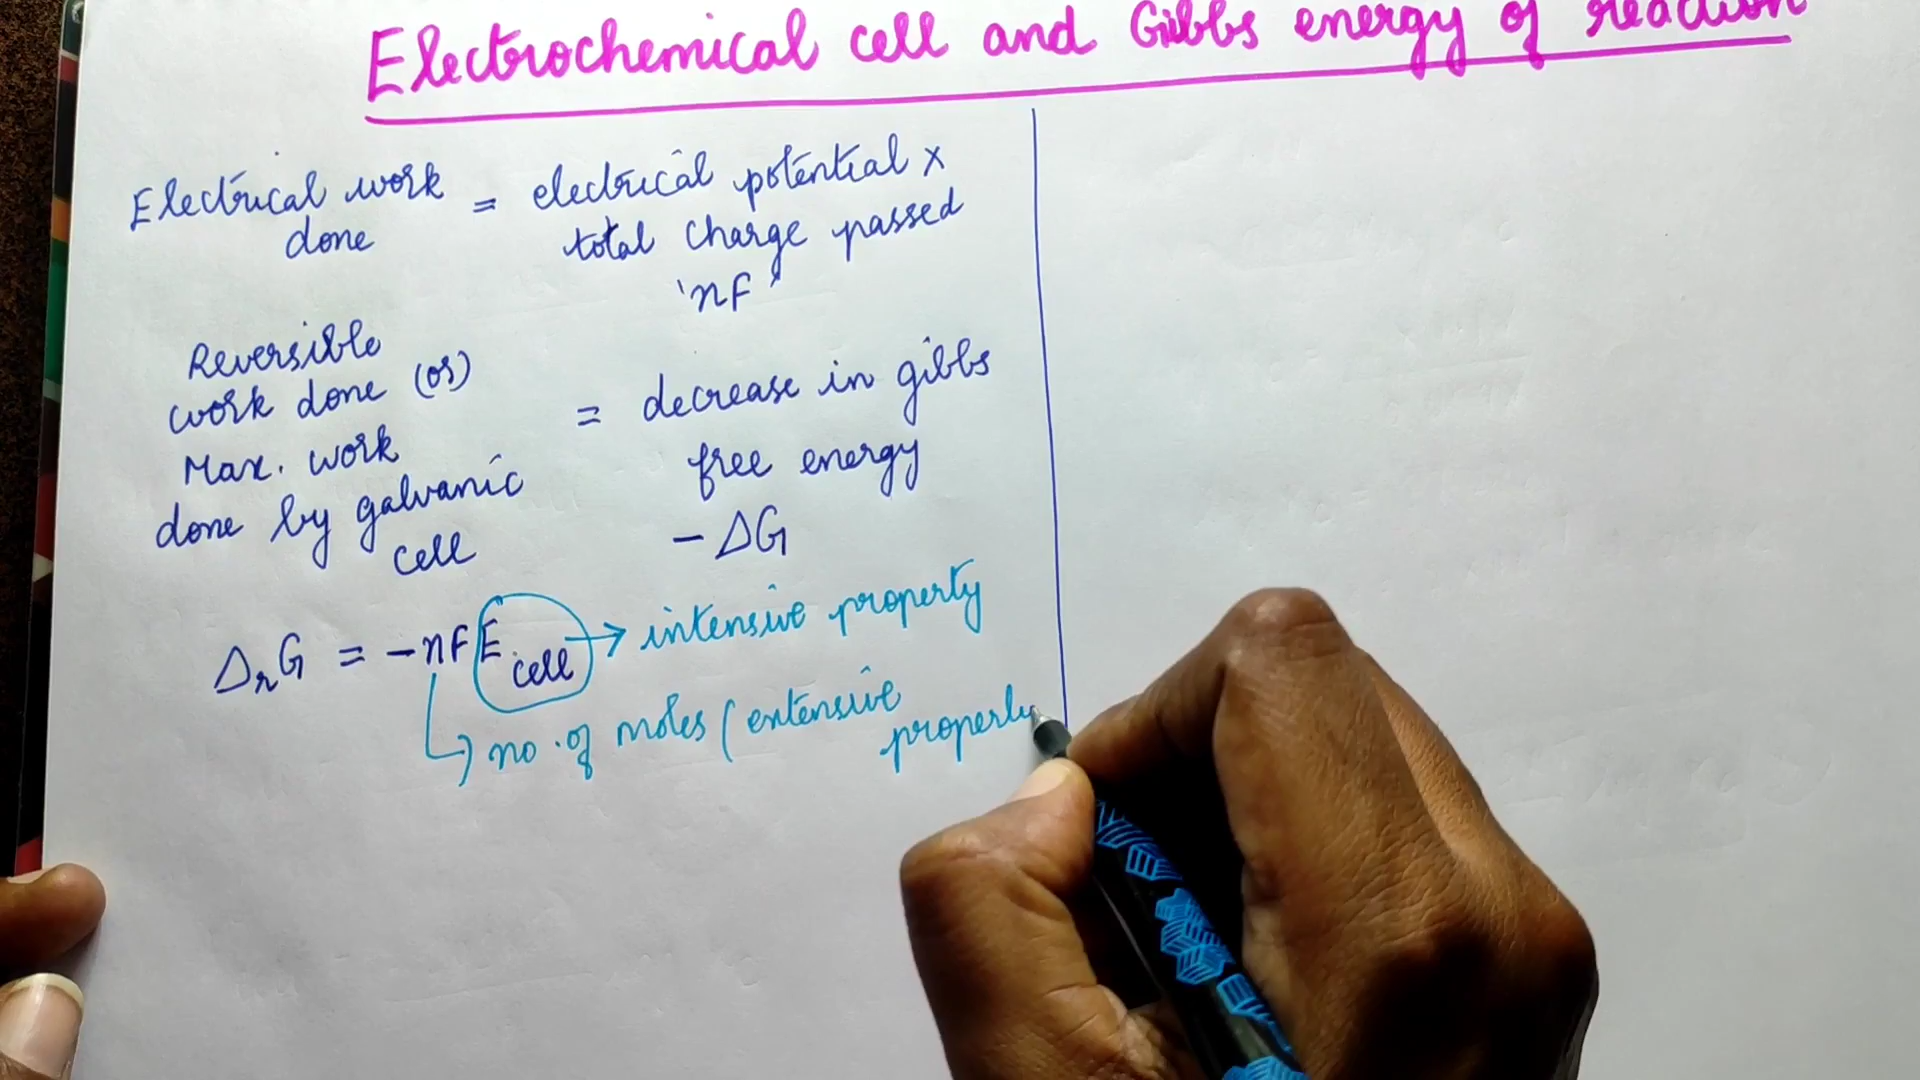 Electrochemical cell and Gibbs energy of reaction
Electrical work
done
= electrical potential x
total charge passed
'nF'
Reversible
work done (or)
Max. work
done by galvanic
cell
= decrease in gibbs
free energy
- ΔG
ΔrG = -nFE cell → intensive property
↳ no. of moles (extensive
property